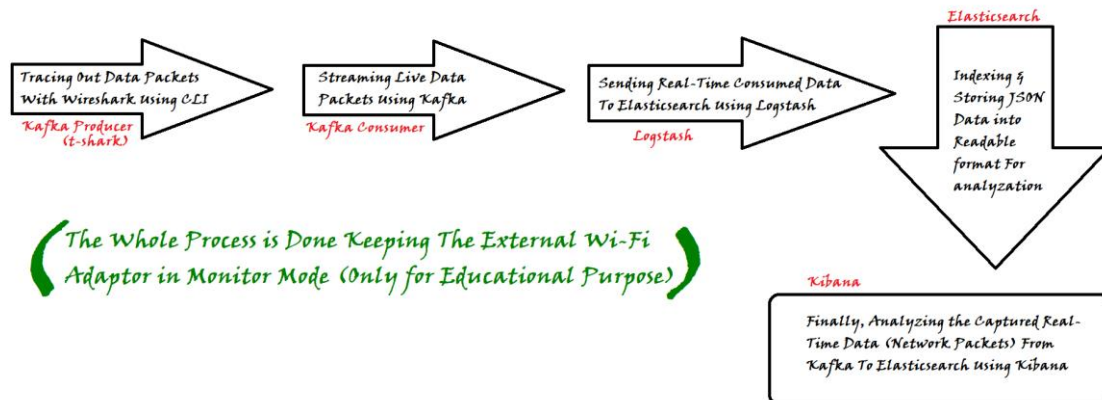 Tracing Out Data Packets
With Wireshark Using CLI
Kafka Producer
(t-shark)
Streaming Live Data
Packets Using Kafka
Kafka Consumer
Sending Real-Time Consumed Data
To Elasticsearch Using Logstash
Logstash
Elasticsearch
Indexing &
Storing JSON
Data into
Readable
format For
analyzation
(The Whole Process is Done Keeping The External Wi-Fi
Adaptor in Monitor Mode (Only for Educational Purpose))
Kibana
Finally, Analyzing the Captured Real-
Time Data (Network Packets) From
Kafka To Elasticsearch Using Kibana